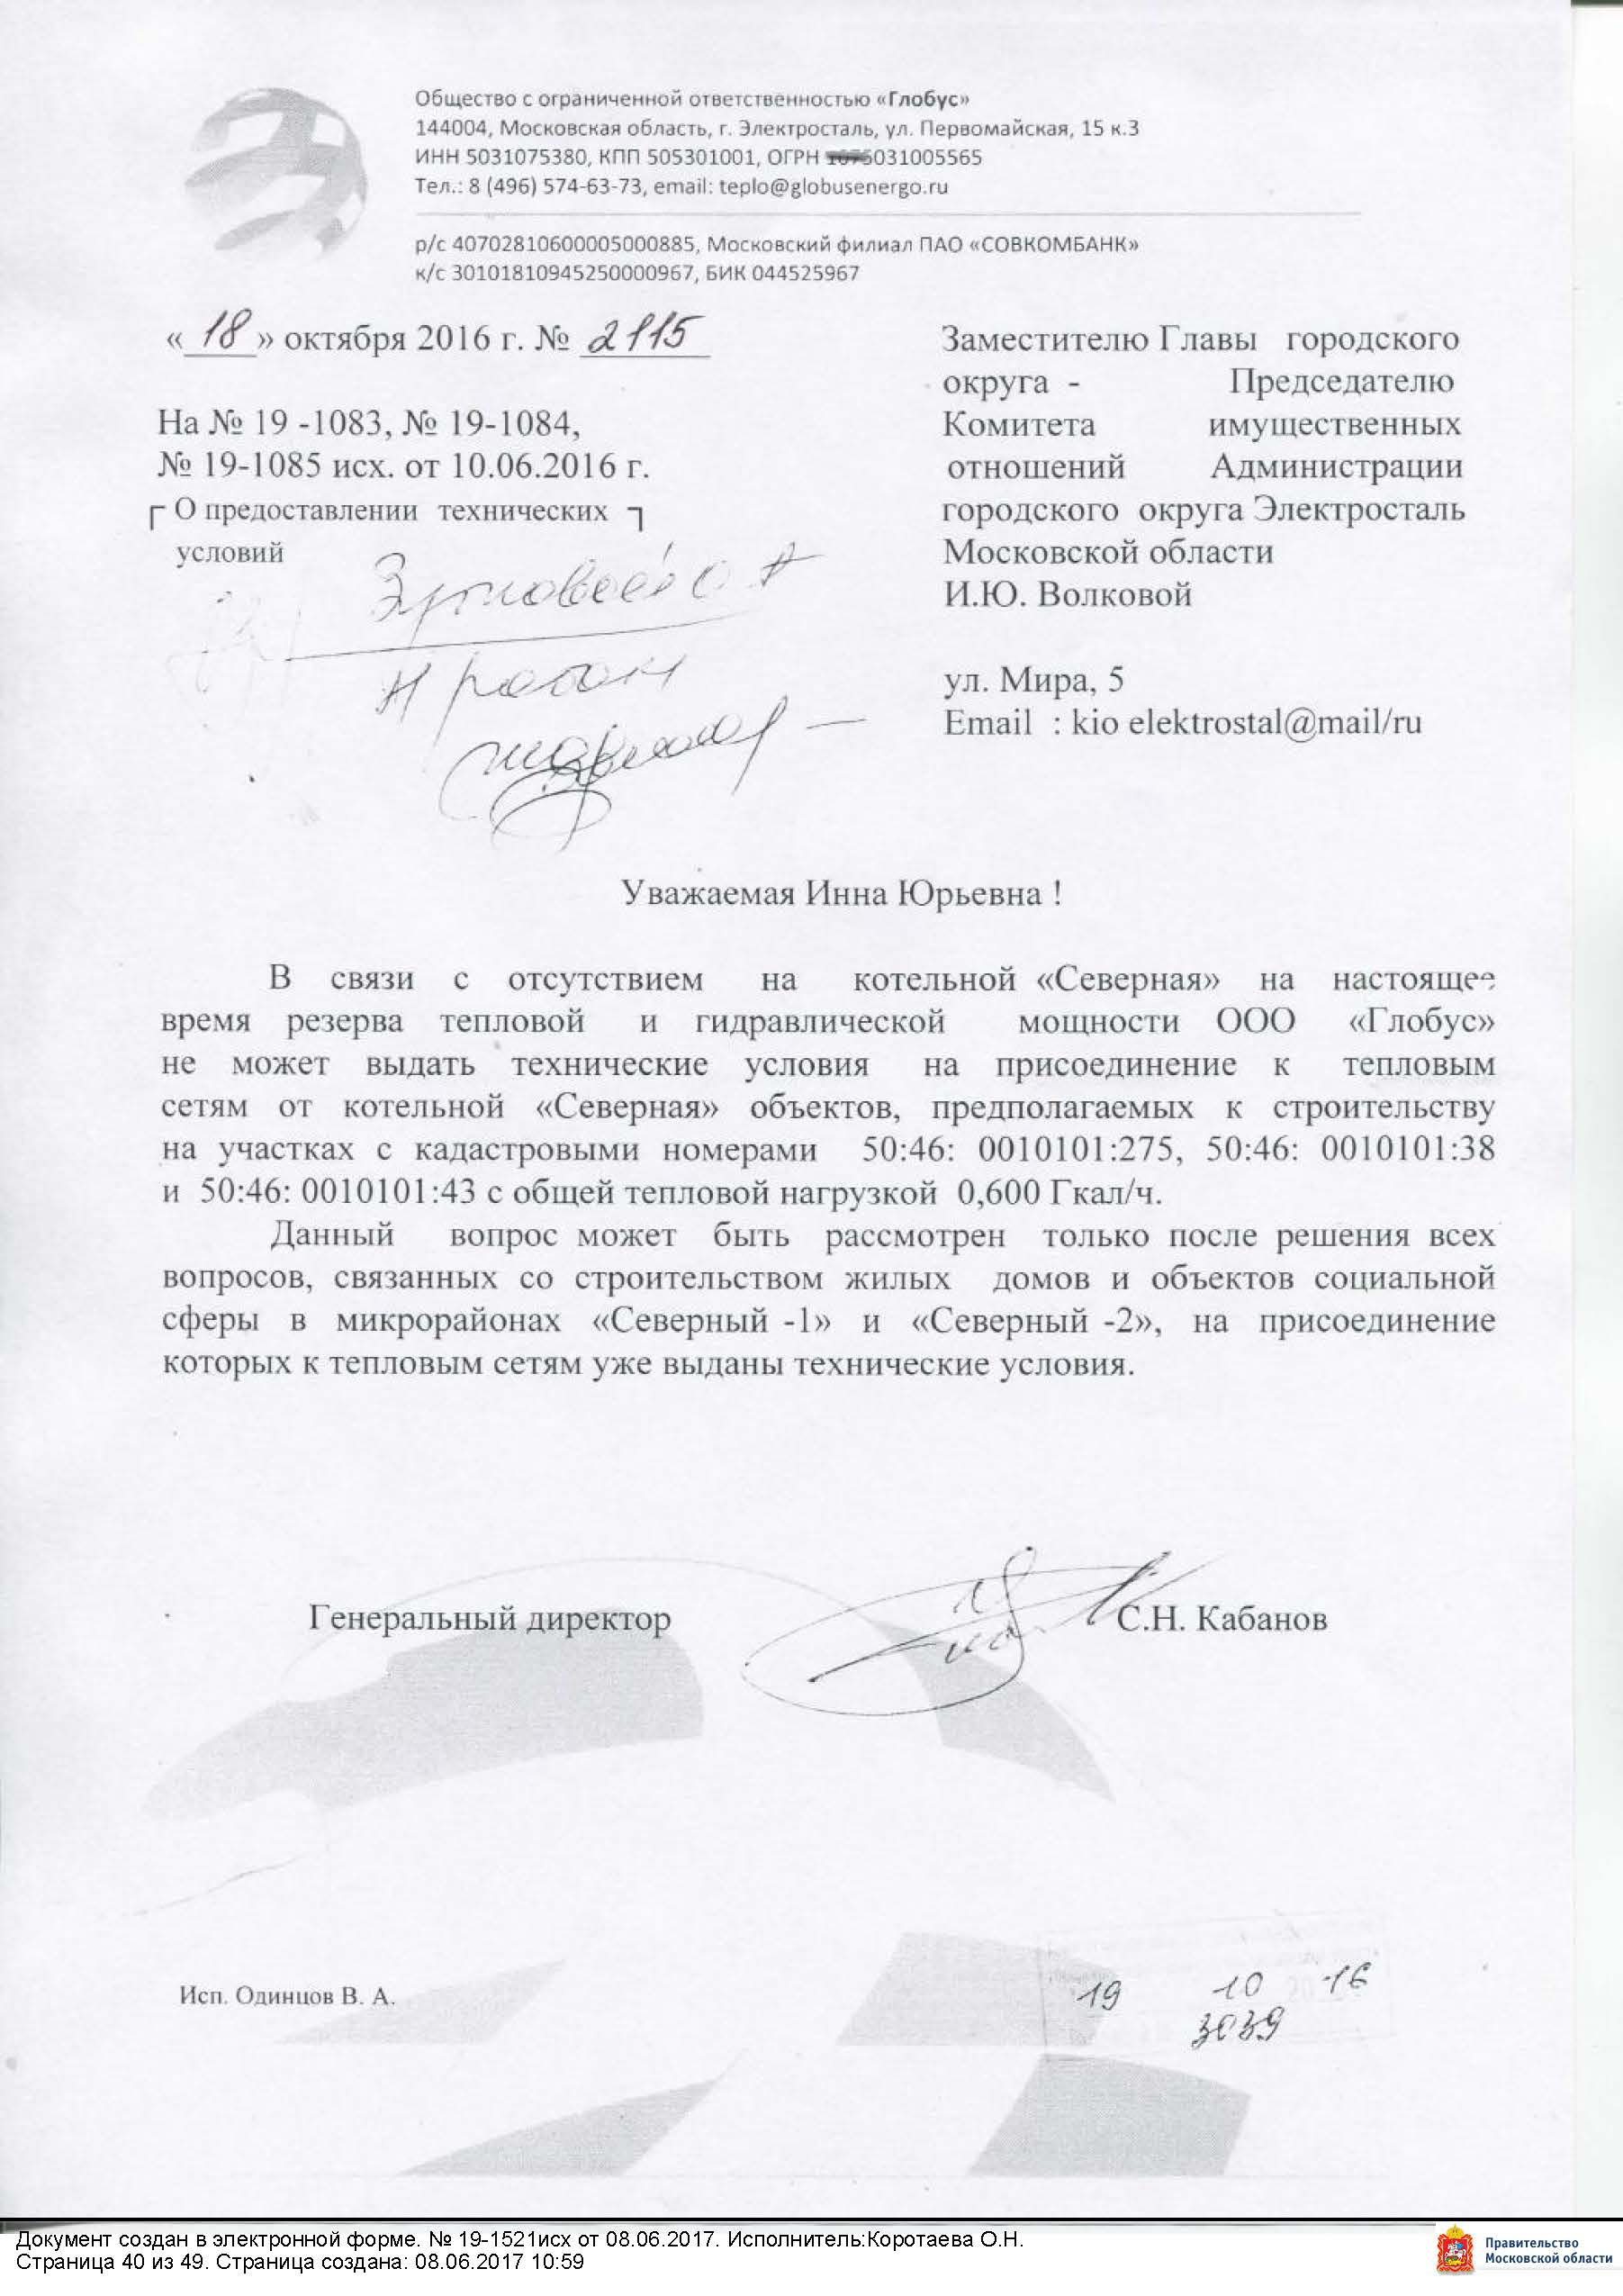 Общество с ограниченной ответственностью «Глобус»
144004, Московская область, г. Электросталь, ул. Первомайская, 15 к.3
ИНН 5031075380, КПП 505301001, ОГРН 1075031005565
Тел.: 8 (496) 574-63-73, email: teplo@globusenergo.ru
р/с 40702810600005000885, Московский филиал ПАО «СОВКОМБАНК»
к/с 30101810945250000967, БИК 044525967
«18» октября 2016 г. № 2115
На № 19 -1083, № 19-1084,
№ 19-1085 исх. от 10.06.2016 г.
О предоставлении технических
условий
Заместителю Главы городского
округа - Председателю
Комитета имущественных
отношений Администрации
городского округа Электросталь
Московской области
И.Ю. Волковой
ул. Мира, 5
Email : kio elektrostal@mail/ru
Уважаемая Инна Юрьевна !
В связи с отсутствием на котельной «Северная» на настоящее
время резерва тепловой и гидравлической мощности ООО «Глобус»
не может выдать технические условия на присоединение к тепловым
сетям от котельной «Северная» объектов, предполагаемых к строительству
на участках с кадастровыми номерами 50:46: 0010101:275, 50:46: 0010101:38
и 50:46: 0010101:43 с общей тепловой нагрузкой 0,600 Гкал/ч.
Данный вопрос может быть рассмотрен только после решения всех
вопросов, связанных со строительством жилых домов и объектов социальной
сферы в микрорайонах «Северный -1» и «Северный -2», на присоединение
которых к тепловым сетям уже выданы технические условия.
Генеральный директор С.Н. Кабанов
Исп. Одинцов В. А.
19 10 16
3039
Документ создан в электронной форме. № 19-1521исх от 08.06.2017. Исполнитель:Коротаева О.Н.
Страница 40 из 49. Страница создана: 08.06.2017 10:59
Правительство
Московской области